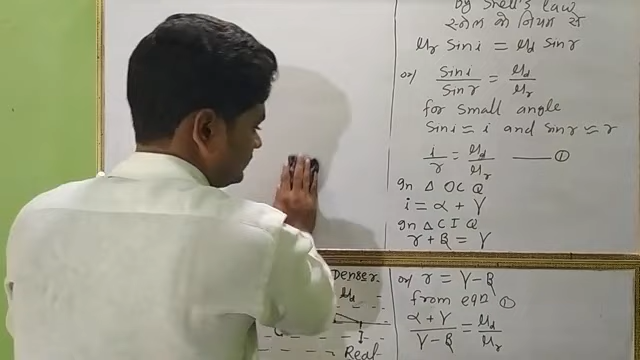 by Snell's law
स्नेल के नियम से
μr Sin i = μd Sin r
or) Sin i / Sin r = μd / μr
for small angle
Sin i ≈ i and Sin r ≈ r
i / r = μd / μr — ①
In Δ OCQ
i = α + γ
In Δ CIQ
r + β = γ
or) r = γ − β
from eqn ①
α + γ / γ − β = μd / μr
Denser
μd
I
Real